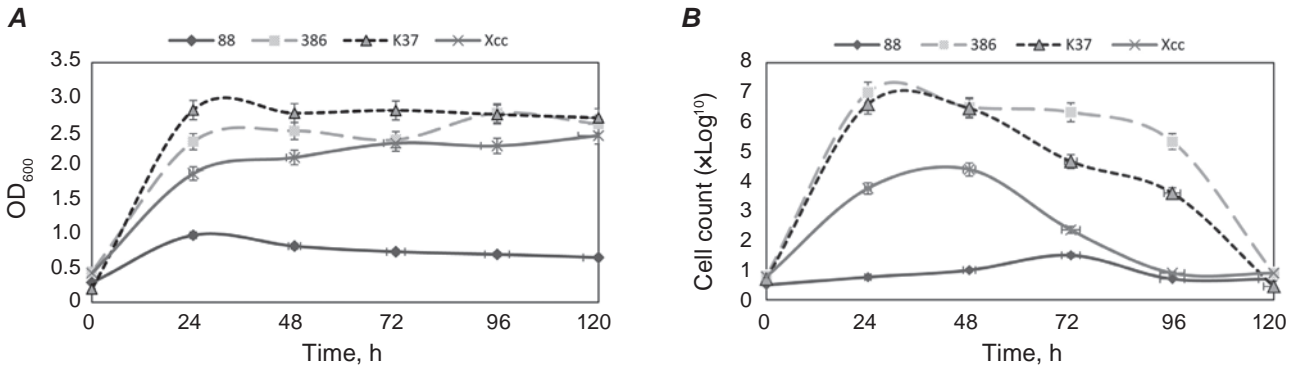 A
88 386 K37 Xcc
3.5
3.0
2.5
2.0
1.5
1.0
0.5
0
OD600
0 24 48 72 96 120
Time, h
B
88 386 K37 Xcc
8
7
6
5
4
3
2
1
0
Cell count (×Log¹⁰)
0 24 48 72 96 120
Time, h